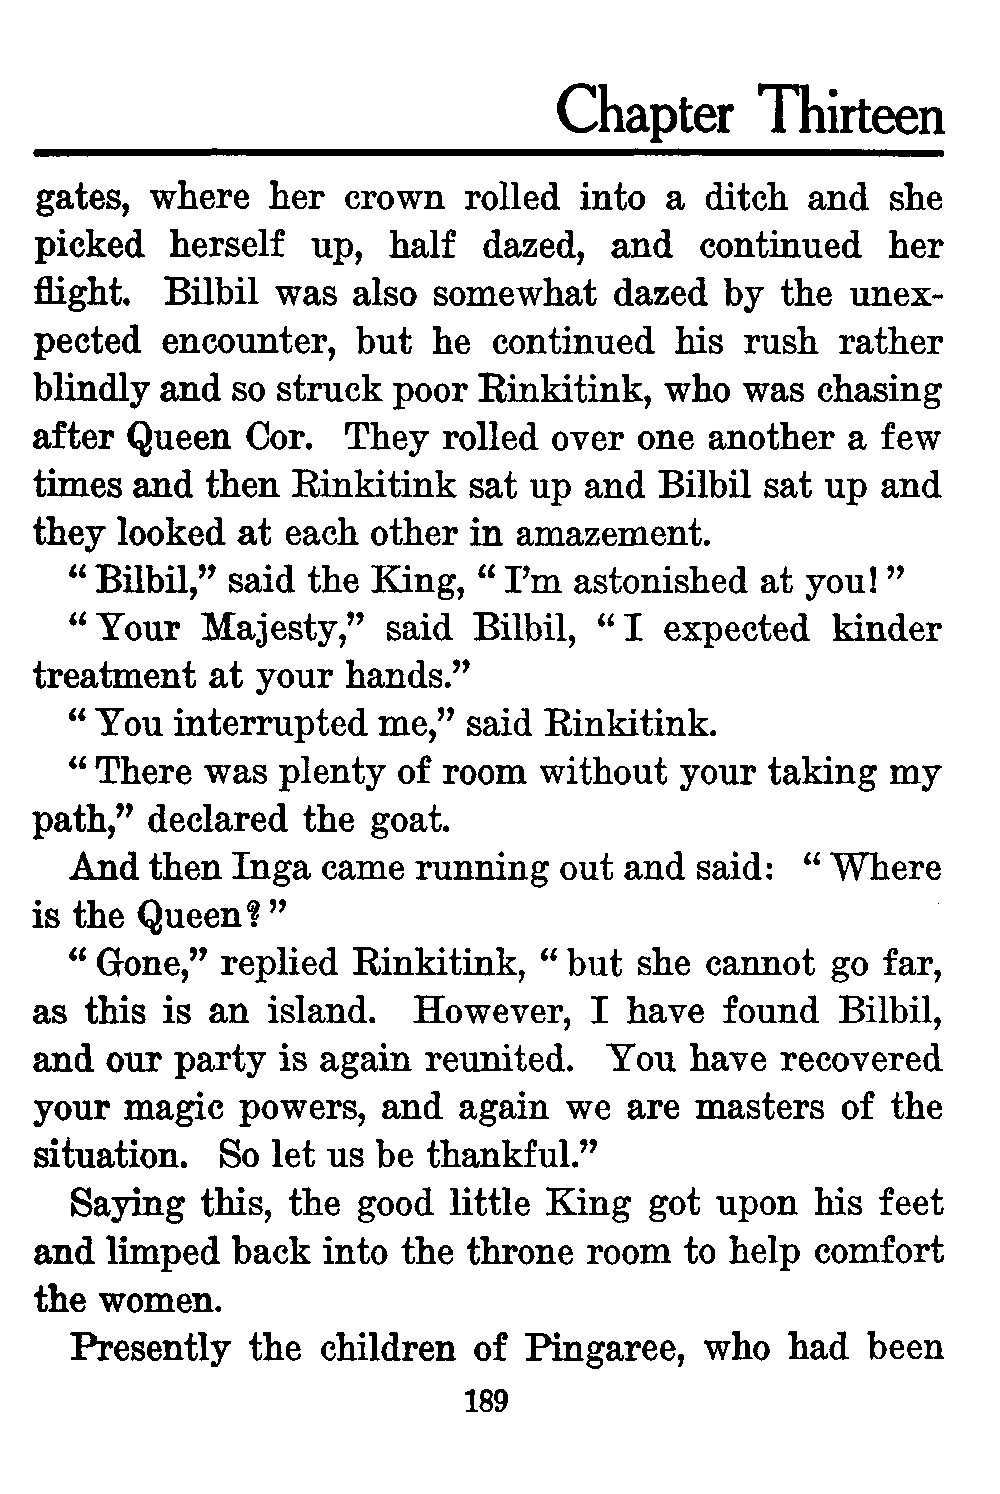 Chapter Thirteen
gates, where her crown rolled into a ditch and she
picked herself up, half dazed, and continued her
flight. Bilbil was also somewhat dazed by the unex-
pected encounter, but he continued his rush rather
blindly and so struck poor Rinkitink, who was chasing
after Queen Cor. They rolled over one another a few
times and then Rinkitink sat up and Bilbil sat up and
they looked at each other in amazement.
“ Bilbil,” said the King, “ I’m astonished at you! ”
“ Your Majesty,” said Bilbil, “ I expected kinder
treatment at your hands.”
“ You interrupted me,” said Rinkitink.
“ There was plenty of room without your taking my
path,” declared the goat.
And then Inga came running out and said: “ Where
is the Queen? ”
“ Gone,” replied Rinkitink, “ but she cannot go far,
as this is an island. However, I have found Bilbil,
and our party is again reunited. You have recovered
your magic powers, and again we are masters of the
situation. So let us be thankful.”
Saying this, the good little King got upon his feet
and limped back into the throne room to help comfort
the women.
Presently the children of Pingaree, who had been
189